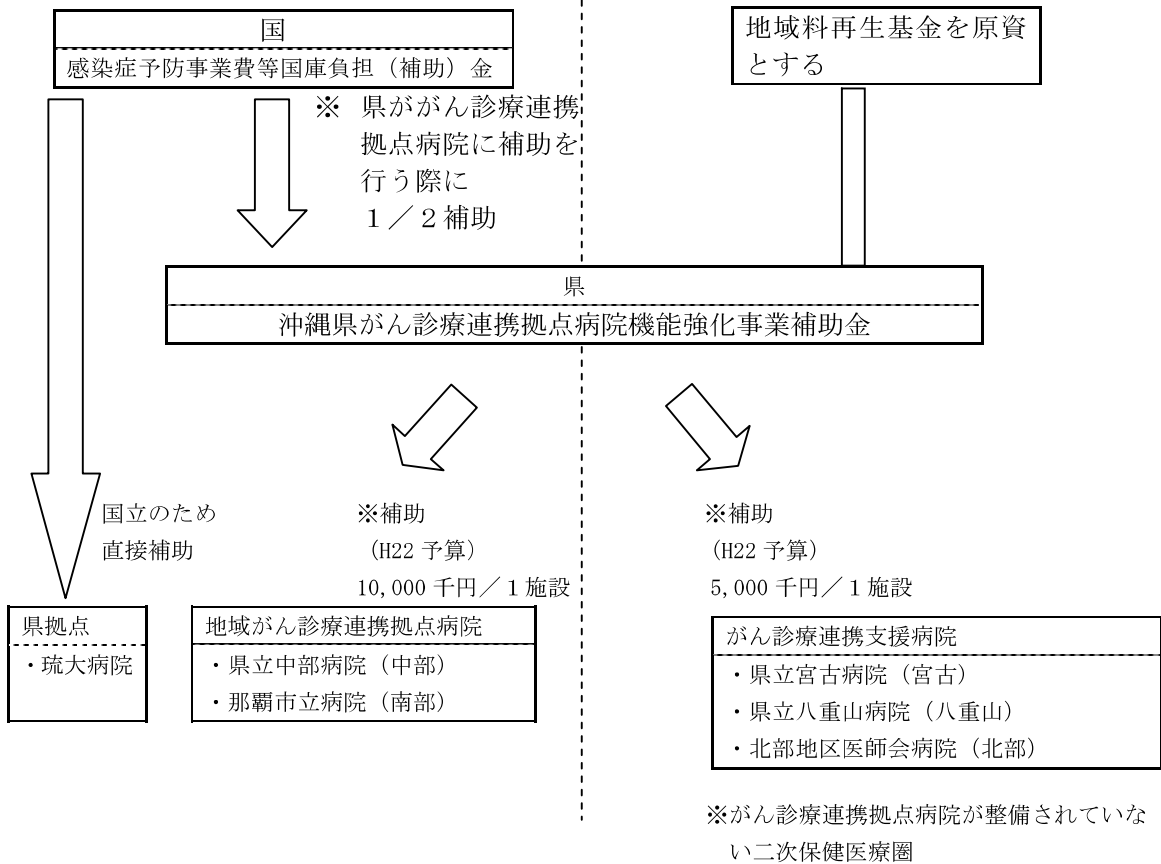 国
感染症予防事業費等国庫負担（補助）金
地域料再生基金を原資
とする
※ 県ががん診療連携
拠点病院に補助を
行う際に
１／２補助
県
沖縄県がん診療連携拠点病院機能強化事業補助金
国立のため
直接補助
※補助
（H22 予算）
10,000 千円／１施設
※補助
（H22 予算）
5,000 千円／１施設
県拠点
・琉大病院
地域がん診療連携拠点病院
・県立中部病院（中部）
・那覇市立病院（南部）
がん診療連携支援病院
・県立宮古病院（宮古）
・県立八重山病院（八重山）
・北部地区医師会病院（北部）
※がん診療連携拠点病院が整備されていな
い二次保健医療圏